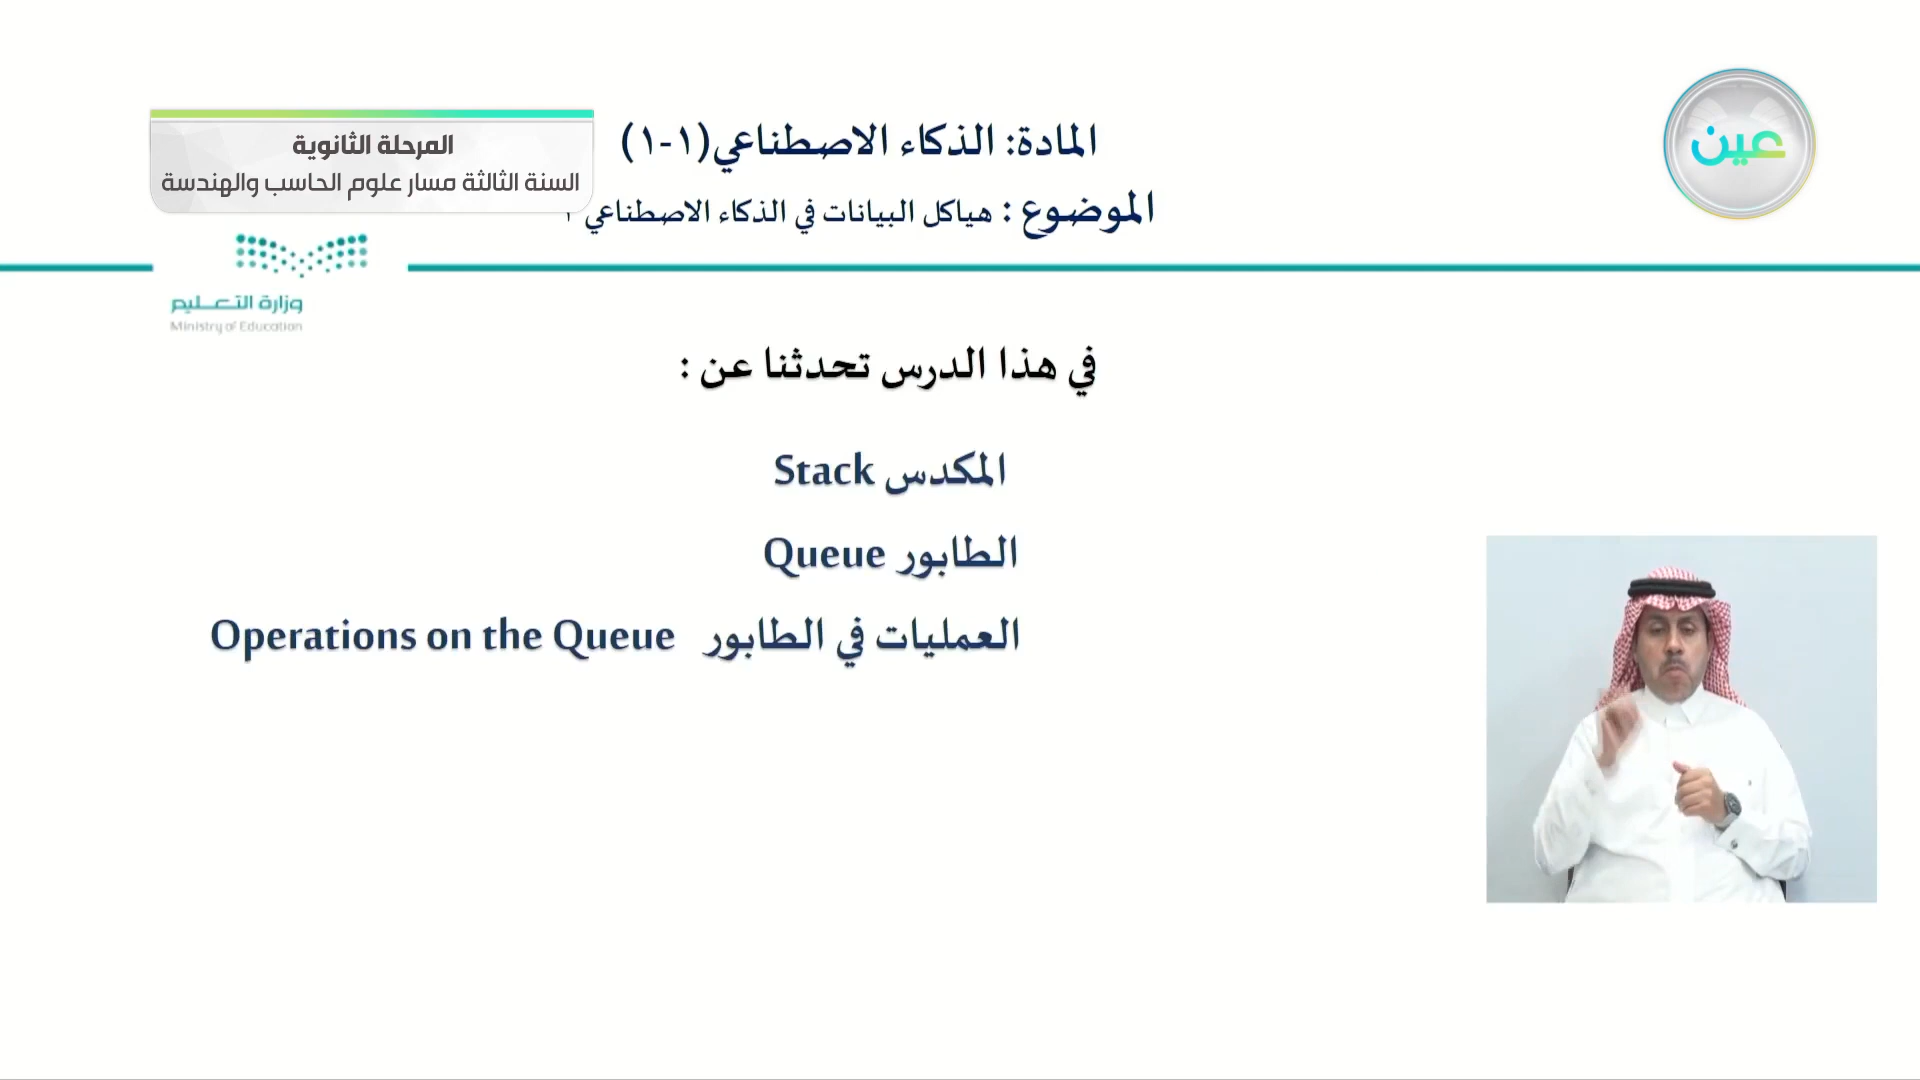 المرحلة الثانوية
السنة الثالثة مسار علوم الحاسب والهندسة
المادة: الذكاء الاصطناعي(١-١)
الموضوع : هياكل البيانات في الذكاء الاصطناعي
عين
وزارة التعليم
Ministry of Education
في هذا الدرس تحدثنا عن :
المكدس Stack
الطابور Queue
العمليات في الطابور Operations on the Queue